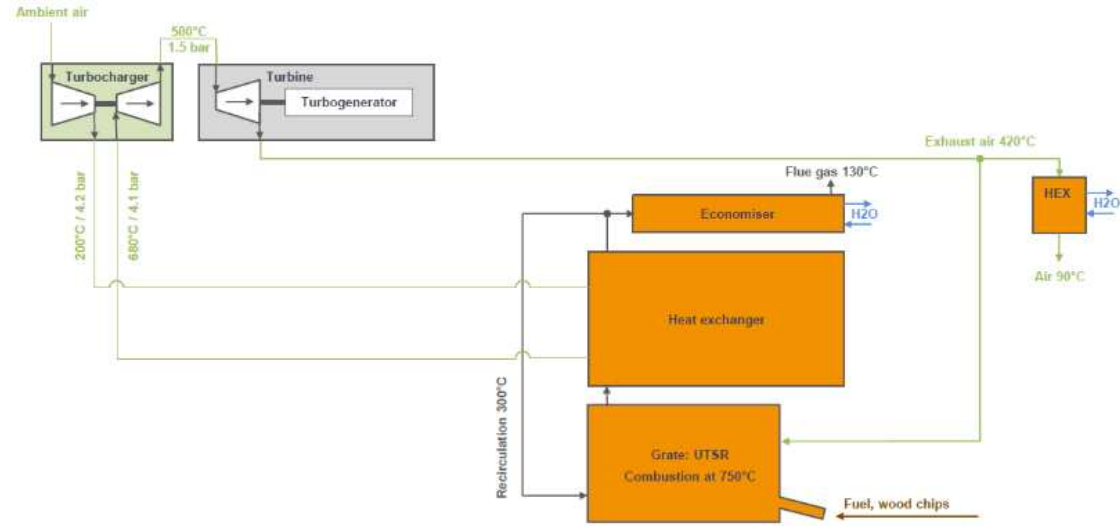 Ambient air
500°C
1.5 bar
Turbocharger
Turbine
Turbogenerator
Exhaust air 420°C
Flue gas 130°C
HEX
H2O
Economiser
H2O
200°C / 4.2 bar
680°C / 4.1 bar
Air 90°C
Heat exchanger
Recirculation 300°C
Grate: UTSR
Combustion at 750°C
Fuel, wood chips